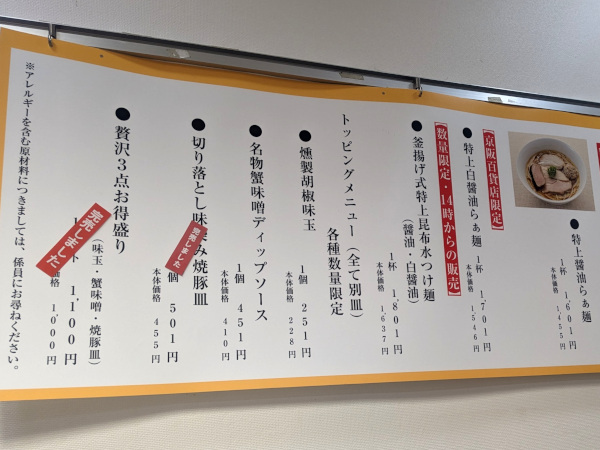 ●特上醤油らぁ麺
1杯 1,601円
本体価格 1,455円
【京阪百貨店限定】
●特上白醤油らぁ麺
1杯 1,701円
本体価格 1,546円
【数量限定・14時からの販売】
●釜揚げ式特上昆布水つけ麺
(醤油・白醤油)
1杯 1,801円
本体価格 1,637円
トッピングメニュー(全て別皿)
各種数量限定
●燻製胡椒味玉
1個 251円
本体価格 228円
●名物蟹味噌ディップソース
1個 451円
本体価格 410円
●切り落とし味 み焼豚皿
完売しました
個 501円
本体価格 455円
●贅沢3点お得盛り
(味玉・蟹味噌・焼豚皿)
完売しました
1,100円
価格 1,000円
※アレルギーを含む原材料につきましては、係員にお尋ねください。